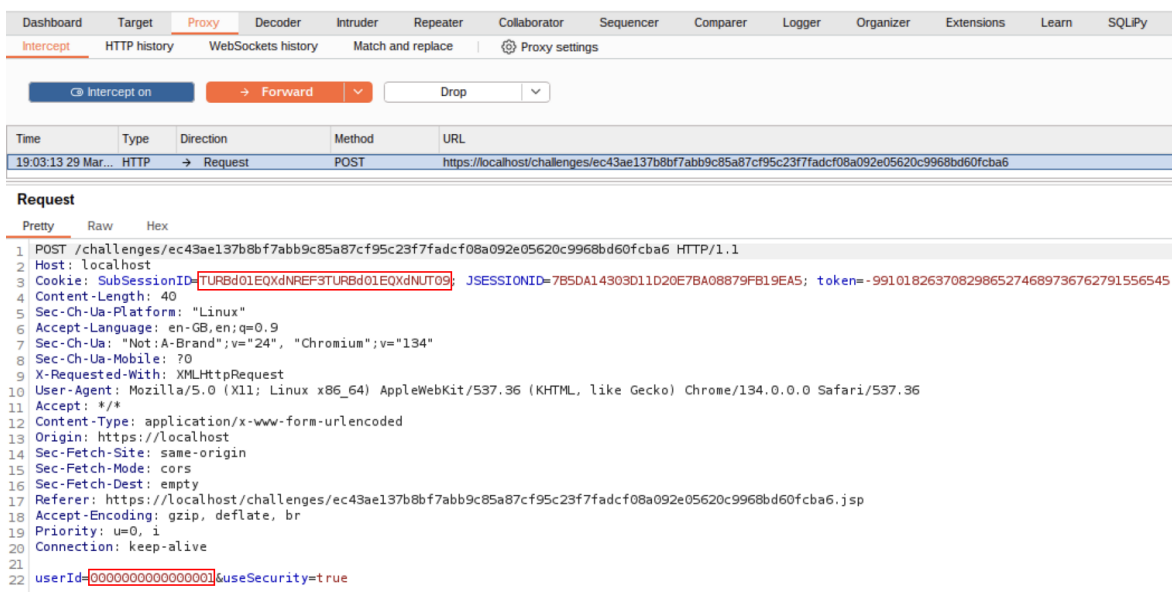 Dashboard Target Proxy Decoder Intruder Repeater Collaborator Sequencer Comparer Logger Organizer Extensions Learn SQLiPy
Intercept HTTP history WebSockets history Match and replace Proxy settings
Intercept on Forward Drop
Time Type Direction Method URL
19:03:13 29 Mar... HTTP → Request POST https://localhost/challenges/ec43ae137b8bf7abb9c85a87cf95c23f7fadcf08a092e05620c9968bd60fcba6
Request
Pretty Raw Hex
1 POST /challenges/ec43ae137b8bf7abb9c85a87cf95c23f7fadcf08a092e05620c9968bd60fcba6 HTTP/1.1
2 Host: localhost
3 Cookie: SubSessionID=TURBd01EQXdNREF3TURBd01EQXdNUT09; JSESSIONID=7B5DA14303D11D20E7BA08879FB19EA5; token=-99101826370829865274689736762791556545
4 Content-Length: 40
5 Sec-Ch-Ua-Platform: "Linux"
6 Accept-Language: en-GB,en;q=0.9
7 Sec-Ch-Ua: "Not:A-Brand";v="24", "Chromium";v="134"
8 Sec-Ch-Ua-Mobile: ?0
9 X-Requested-With: XMLHttpRequest
10 User-Agent: Mozilla/5.0 (X11; Linux x86_64) AppleWebKit/537.36 (KHTML, like Gecko) Chrome/134.0.0.0 Safari/537.36
11 Accept: */*
12 Content-Type: application/x-www-form-urlencoded
13 Origin: https://localhost
14 Sec-Fetch-Site: same-origin
15 Sec-Fetch-Mode: cors
16 Sec-Fetch-Dest: empty
17 Referer: https://localhost/challenges/ec43ae137b8bf7abb9c85a87cf95c23f7fadcf08a092e05620c9968bd60fcba6.jsp
18 Accept-Encoding: gzip, deflate, br
19 Priority: u=0, i
20 Connection: keep-alive
21
22 userId=0000000000000001&useSecurity=true